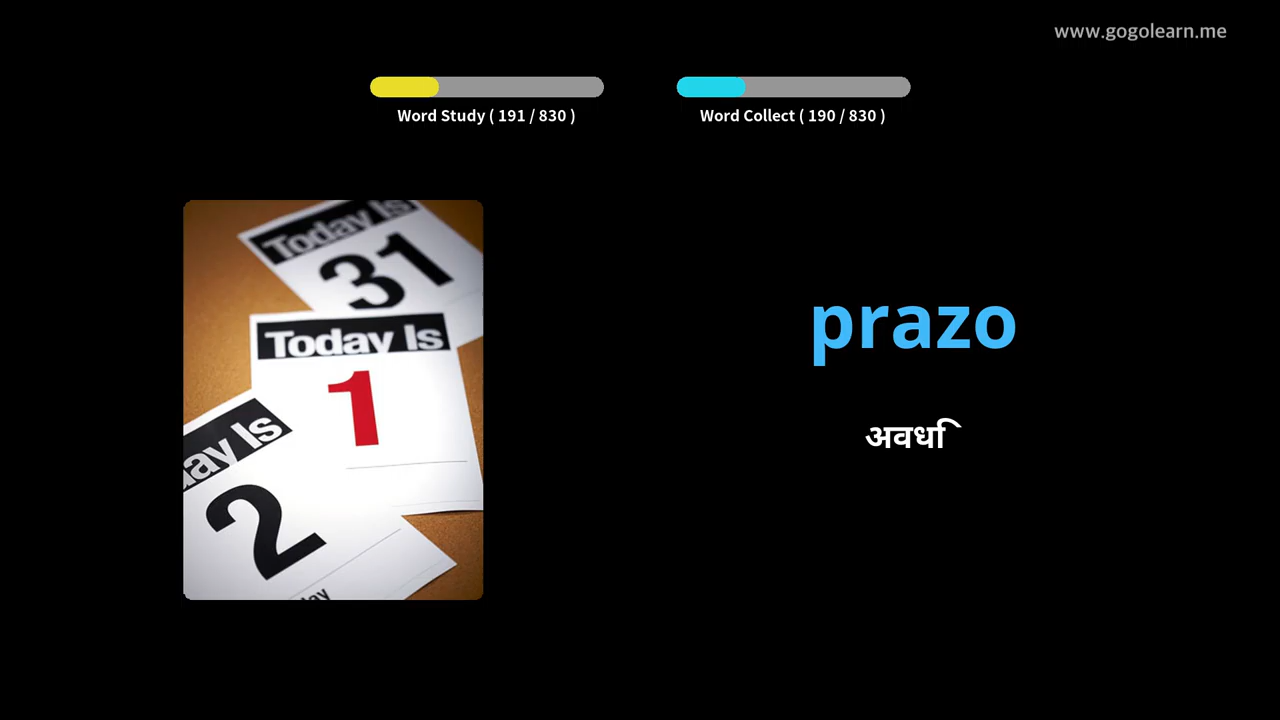 www.gogolearn.me
Word Study ( 191 / 830 )
Word Collect ( 190 / 830 )
Today Is
31
Today Is
1
ay Is
2
day
prazo
अवधि